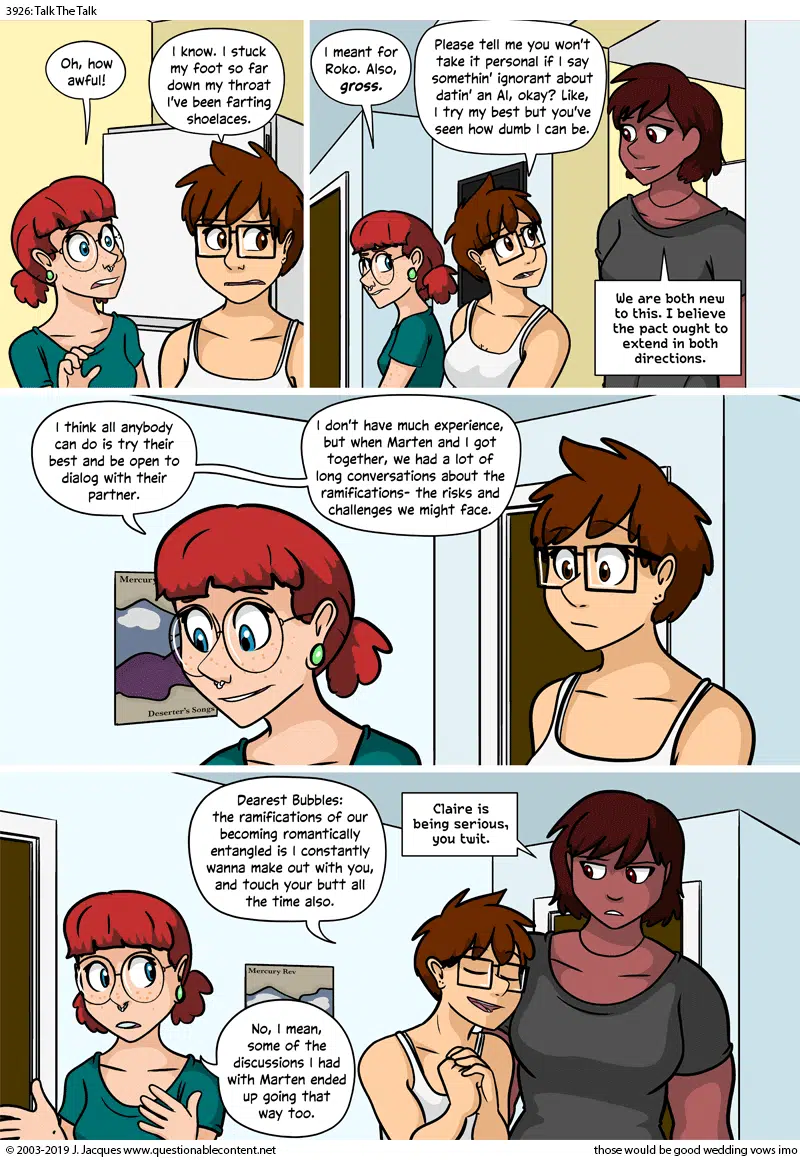 3926: Talk The Talk
Oh, how
awful!
I know. I stuck
my foot so far
down my throat
I've been farting
shoelaces.
I meant for
Roko. Also,
gross.
Please tell me you won't
take it personal if I say
somethin' ignorant about
datin' an AI, okay? Like,
I try my best but you've
seen how dumb I can be.
We are both new
to this. I believe
the pact ought to
extend in both
directions.
I think all anybody
can do is try their
best and be open to
dialog with their
partner.
I don't have much experience,
but when Marten and I got
together, we had a lot of
long conversations about the
ramifications- the risks and
challenges we might face.
Mercury
Deserter's Songs
Dearest Bubbles:
the ramifications of our
becoming romantically
entangled is I constantly
wanna make out with you,
and touch your butt all
the time also.
Claire is
being serious,
you twit.
Mercury Rev
No, I mean,
some of the
discussions I had
with Marten ended
up going that
way too.
© 2003-2019 J. Jacques www.questionablecontent.net
those would be good wedding vows imo